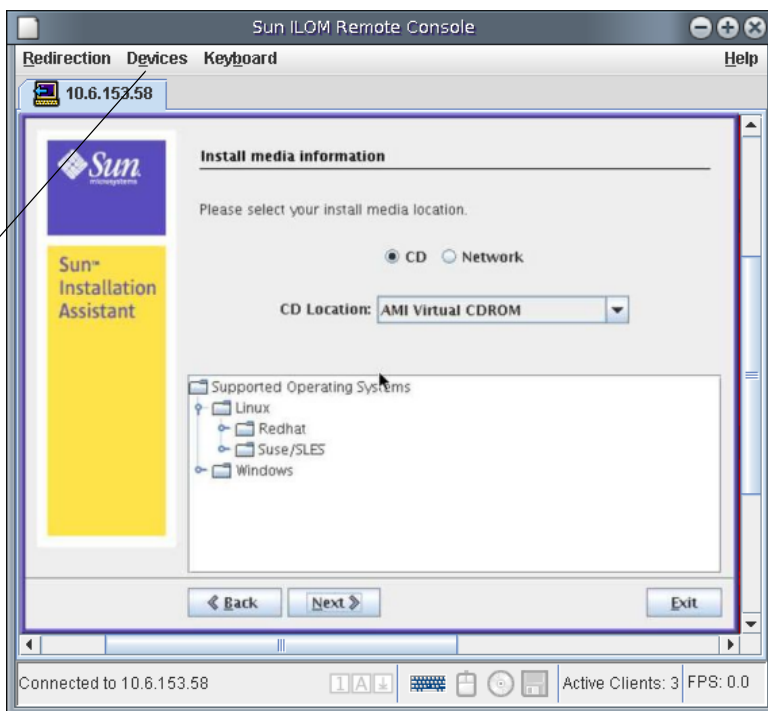 Sun ILOM Remote Console
Redirection Devices Keyboard Help
10.6.153.58
Sun
microsystems
Install media information
Please select your install media location.
CD Network
Sun™
Installation
Assistant
CD Location: AMI Virtual CDROM
Supported Operating Systems
Linux
Redhat
Suse/SLES
Windows
Back Next Exit
Connected to 10.6.153.58 1 A Active Clients: 3 FPS: 0.0